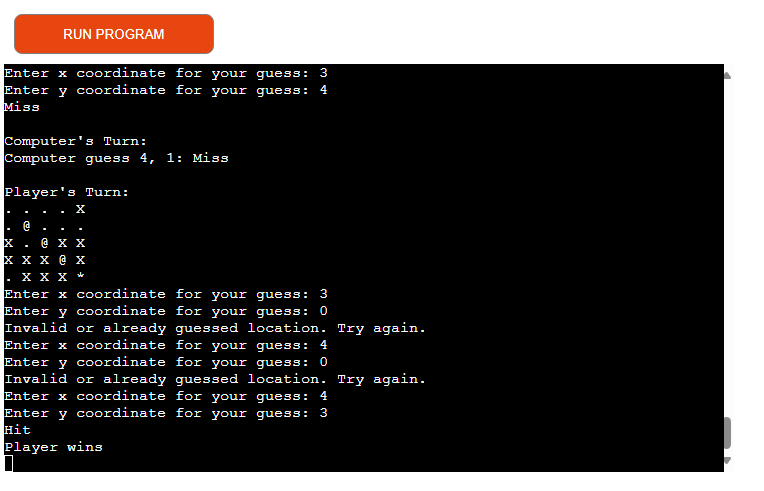 RUN PROGRAM
Enter x coordinate for your guess: 3
Enter y coordinate for your guess: 4
Miss
Computer's Turn:
Computer guess 4, 1: Miss
Player's Turn:
. . . . X
. @ . . .
X . @ X X
X X X @ X
. X X X *
Enter x coordinate for your guess: 3
Enter y coordinate for your guess: 0
Invalid or already guessed location. Try again.
Enter x coordinate for your guess: 4
Enter y coordinate for your guess: 0
Invalid or already guessed location. Try again.
Enter x coordinate for your guess: 4
Enter y coordinate for your guess: 3
Hit
Player wins